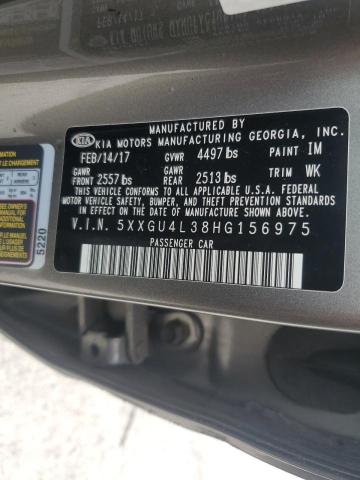 MANUFACTURED BY
KIA KIA MOTORS MANUFACTURING GEORGIA, INC.
FEB/14/17 GVWR 4497 lbs PAINT IM
GAWR FRONT 2557 lbs GAWR REAR 2513 lbs TRIM WK
THIS VEHICLE CONFORMS TO ALL APPLICABLE U.S.A. FEDERAL
MOTOR VEHICLE SAFETY, BUMPER, AND THEFT PREVENTION
STANDARDS IN EFFECT ON THE DATE OF MANUFACTURE SHOWN ABOVE.
V.I.N. 5XXGU4L38HG156975
PASSENGER CAR
5220